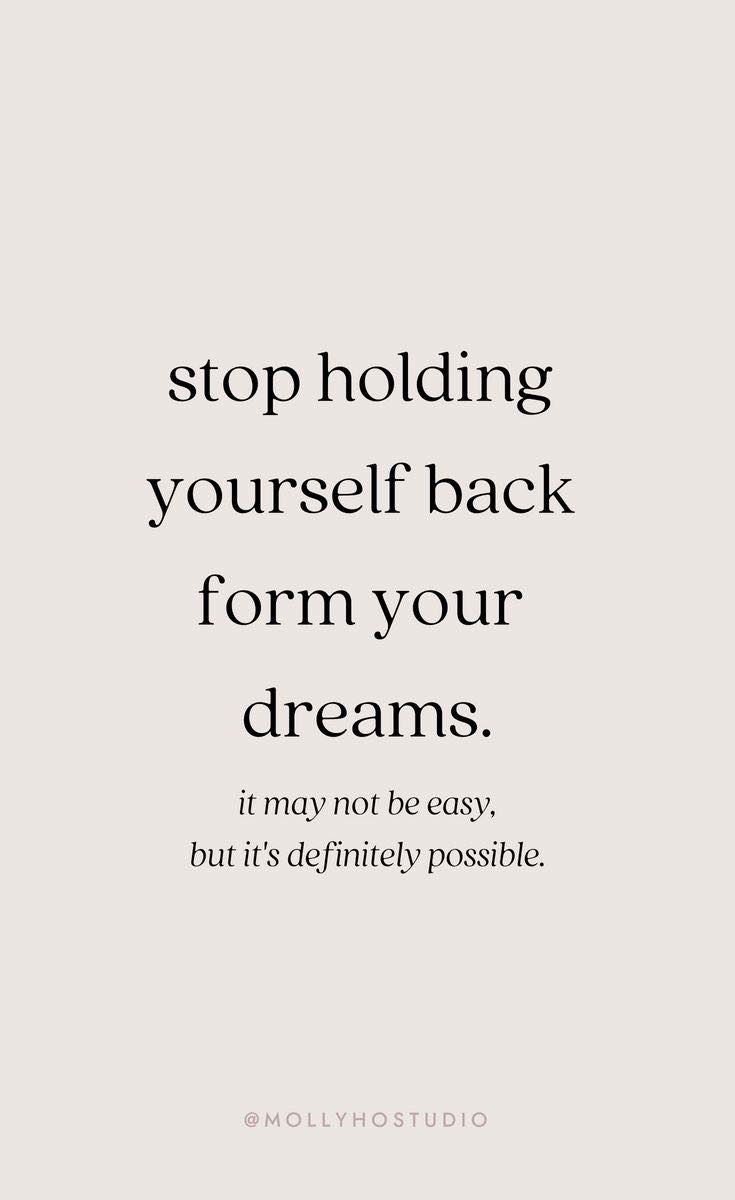 stop holding
yourself back
form your
dreams.
it may not be easy,
but it's definitely possible.
@MOLLYHOSTUDIO